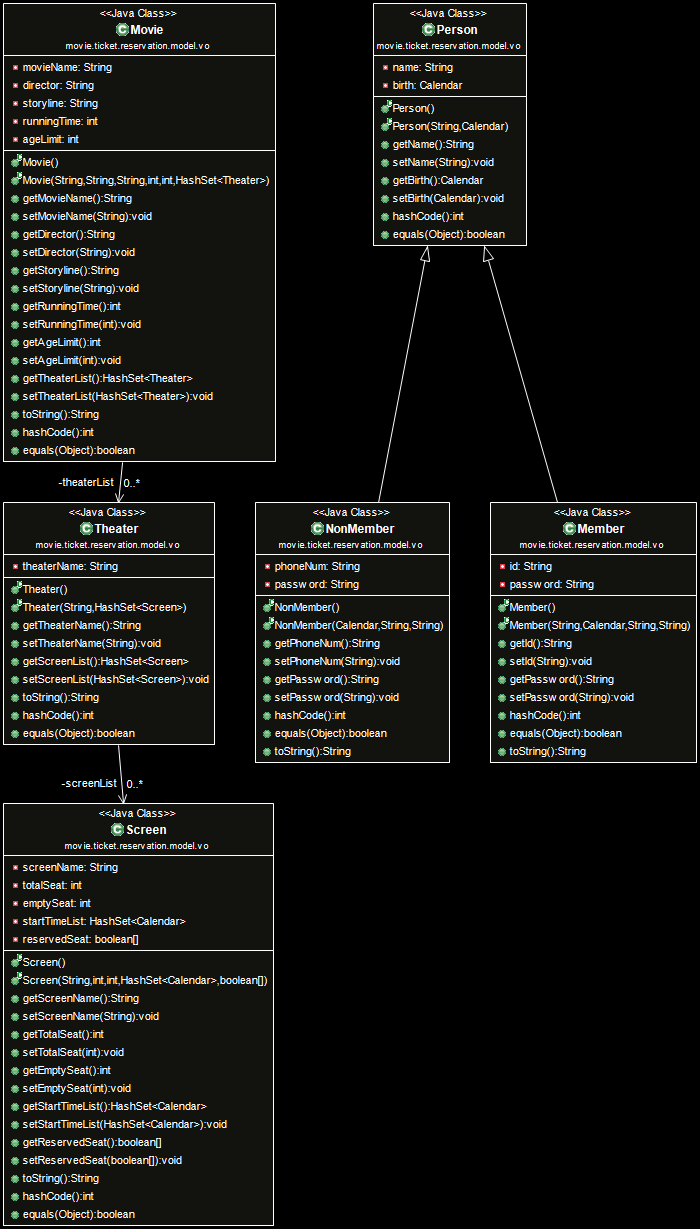 <<Java Class>>
Movie
movie.ticket.reservation.model.vo
movieName: String
director: String
storyline: String
runningTime: int
ageLimit: int
Movie()
Movie(String,String,String,int,int,HashSet<Theater>)
getMovieName():String
setMovieName(String):void
getDirector():String
setDirector(String):void
getStoryline():String
setStoryline(String):void
getRunningTime():int
setRunningTime(int):void
getAgeLimit():int
setAgeLimit(int):void
getTheaterList():HashSet<Theater>
setTheaterList(HashSet<Theater>):void
toString():String
hashCode():int
equals(Object):boolean
<<Java Class>>
Person
movie.ticket.reservation.model.vo
name: String
birth: Calendar
Person()
Person(String,Calendar)
getName():String
setName(String):void
getBirth():Calendar
setBirth(Calendar):void
hashCode():int
equals(Object):boolean
-theaterList 0..*
<<Java Class>>
Theater
movie.ticket.reservation.model.vo
theaterName: String
Theater()
Theater(String,HashSet<Screen>)
getTheaterName():String
setTheaterName(String):void
getScreenList():HashSet<Screen>
setScreenList(HashSet<Screen>):void
toString():String
hashCode():int
equals(Object):boolean
<<Java Class>>
NonMember
movie.ticket.reservation.model.vo
phoneNum: String
password: String
NonMember()
NonMember(Calendar,String,String)
getPhoneNum():String
setPhoneNum(String):void
getPassword():String
setPassword(String):void
hashCode():int
equals(Object):boolean
toString():String
<<Java Class>>
Member
movie.ticket.reservation.model.vo
id: String
password: String
Member()
Member(String,Calendar,String,String)
getId():String
setId(String):void
getPassword():String
setPassword(String):void
hashCode():int
equals(Object):boolean
toString():String
-screenList 0..*
<<Java Class>>
Screen
movie.ticket.reservation.model.vo
screenName: String
totalSeat: int
emptySeat: int
startTimeList: HashSet<Calendar>
reservedSeat: boolean[]
Screen()
Screen(String,int,int,HashSet<Calendar>,boolean[])
getScreenName():String
setScreenName(String):void
getTotalSeat():int
setTotalSeat(int):void
getEmptySeat():int
setEmptySeat(int):void
getStartTimeList():HashSet<Calendar>
setStartTimeList(HashSet<Calendar>):void
getReservedSeat():boolean[]
setReservedSeat(boolean[]):void
toString():String
hashCode():int
equals(Object):boolean